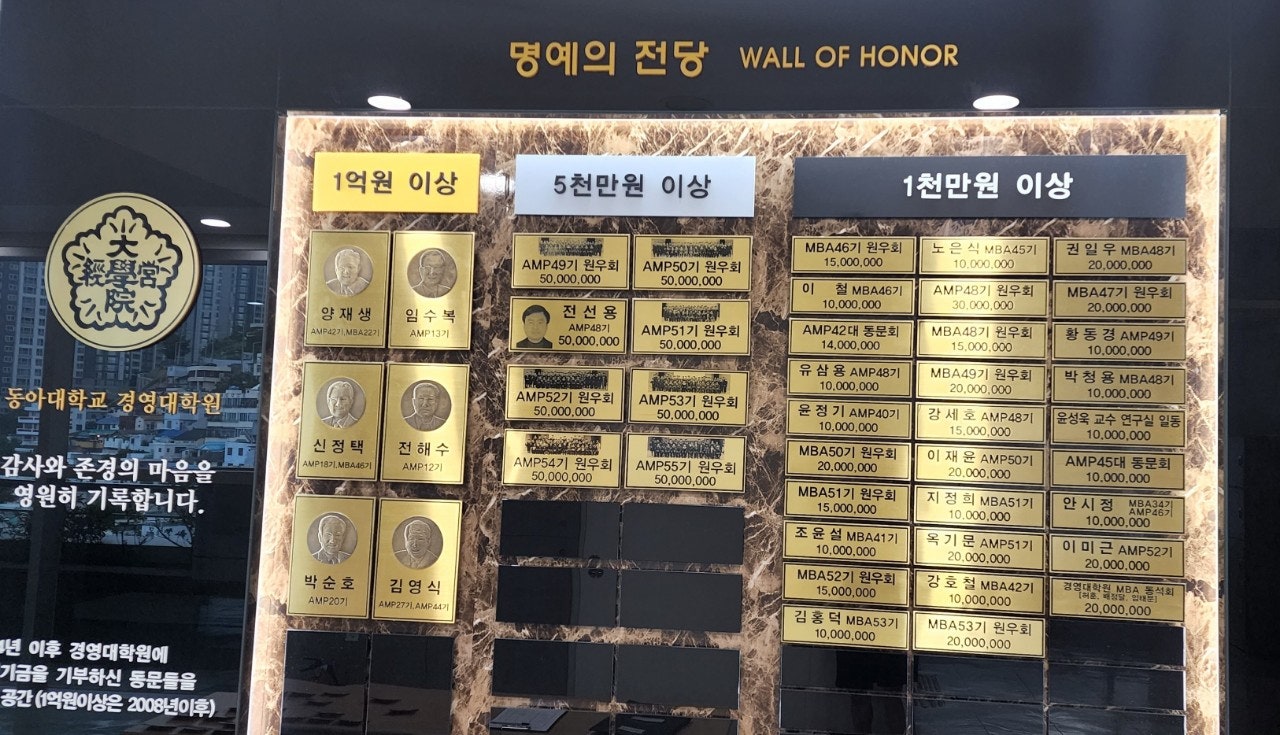 명예의 전당 WALL OF HONOR
大
經學營
院
동아대학교 경영대학원
감사와 존경의 마음을
영원히 기록합니다.
년 이후 경영대학원에
기금을 기부하신 동문들을
공간 (1억원이상은 2008년이후)
1억원 이상
양재생
AMP42기,MBA22기
임수복
AMP13기
신정택
AMP18기,MBA46기
전해수
AMP12기
박순호
AMP20기
김영식
AMP27기,AMP44기
5천만원 이상
AMP49기 원우회
50,000,000
AMP50기 원우회
50,000,000
전선용
AMP48기
50,000,000
AMP51기 원우회
50,000,000
AMP52기 원우회
50,000,000
AMP53기 원우회
50,000,000
AMP54기 원우회
50,000,000
AMP55기 원우회
50,000,000
1천만원 이상
MBA46기 원우회
15,000,000
노은식 MBA45기
10,000,000
권일우 MBA48기
20,000,000
이 철 MBA46기
10,000,000
AMP48기 원우회
30,000,000
MBA47기 원우회
20,000,000
AMP42대 동문회
14,000,000
MBA48기 원우회
15,000,000
황동경 AMP49기
10,000,000
유삼용 AMP48기
10,000,000
MBA49기 원우회
20,000,000
박청용 MBA48기
10,000,000
윤정기 AMP40기
10,000,000
강세호 AMP48기
15,000,000
윤성욱 교수 연구실 일동
10,000,000
MBA50기 원우회
20,000,000
이재윤 AMP50기
20,000,000
AMP45대 동문회
10,000,000
MBA51기 원우회
15,000,000
지정희 MBA51기
10,000,000
안시정 MBA34기
AMP46기
10,000,000
조윤설 MBA41기
10,000,000
옥기문 AMP51기
20,000,000
이미근 AMP52기
20,000,000
MBA52기 원우회
15,000,000
강호철 MBA42기
10,000,000
경영대학원 MBA 동석회
20,000,000
김홍덕 MBA53기
10,000,000
MBA53기 원우회
20,000,000